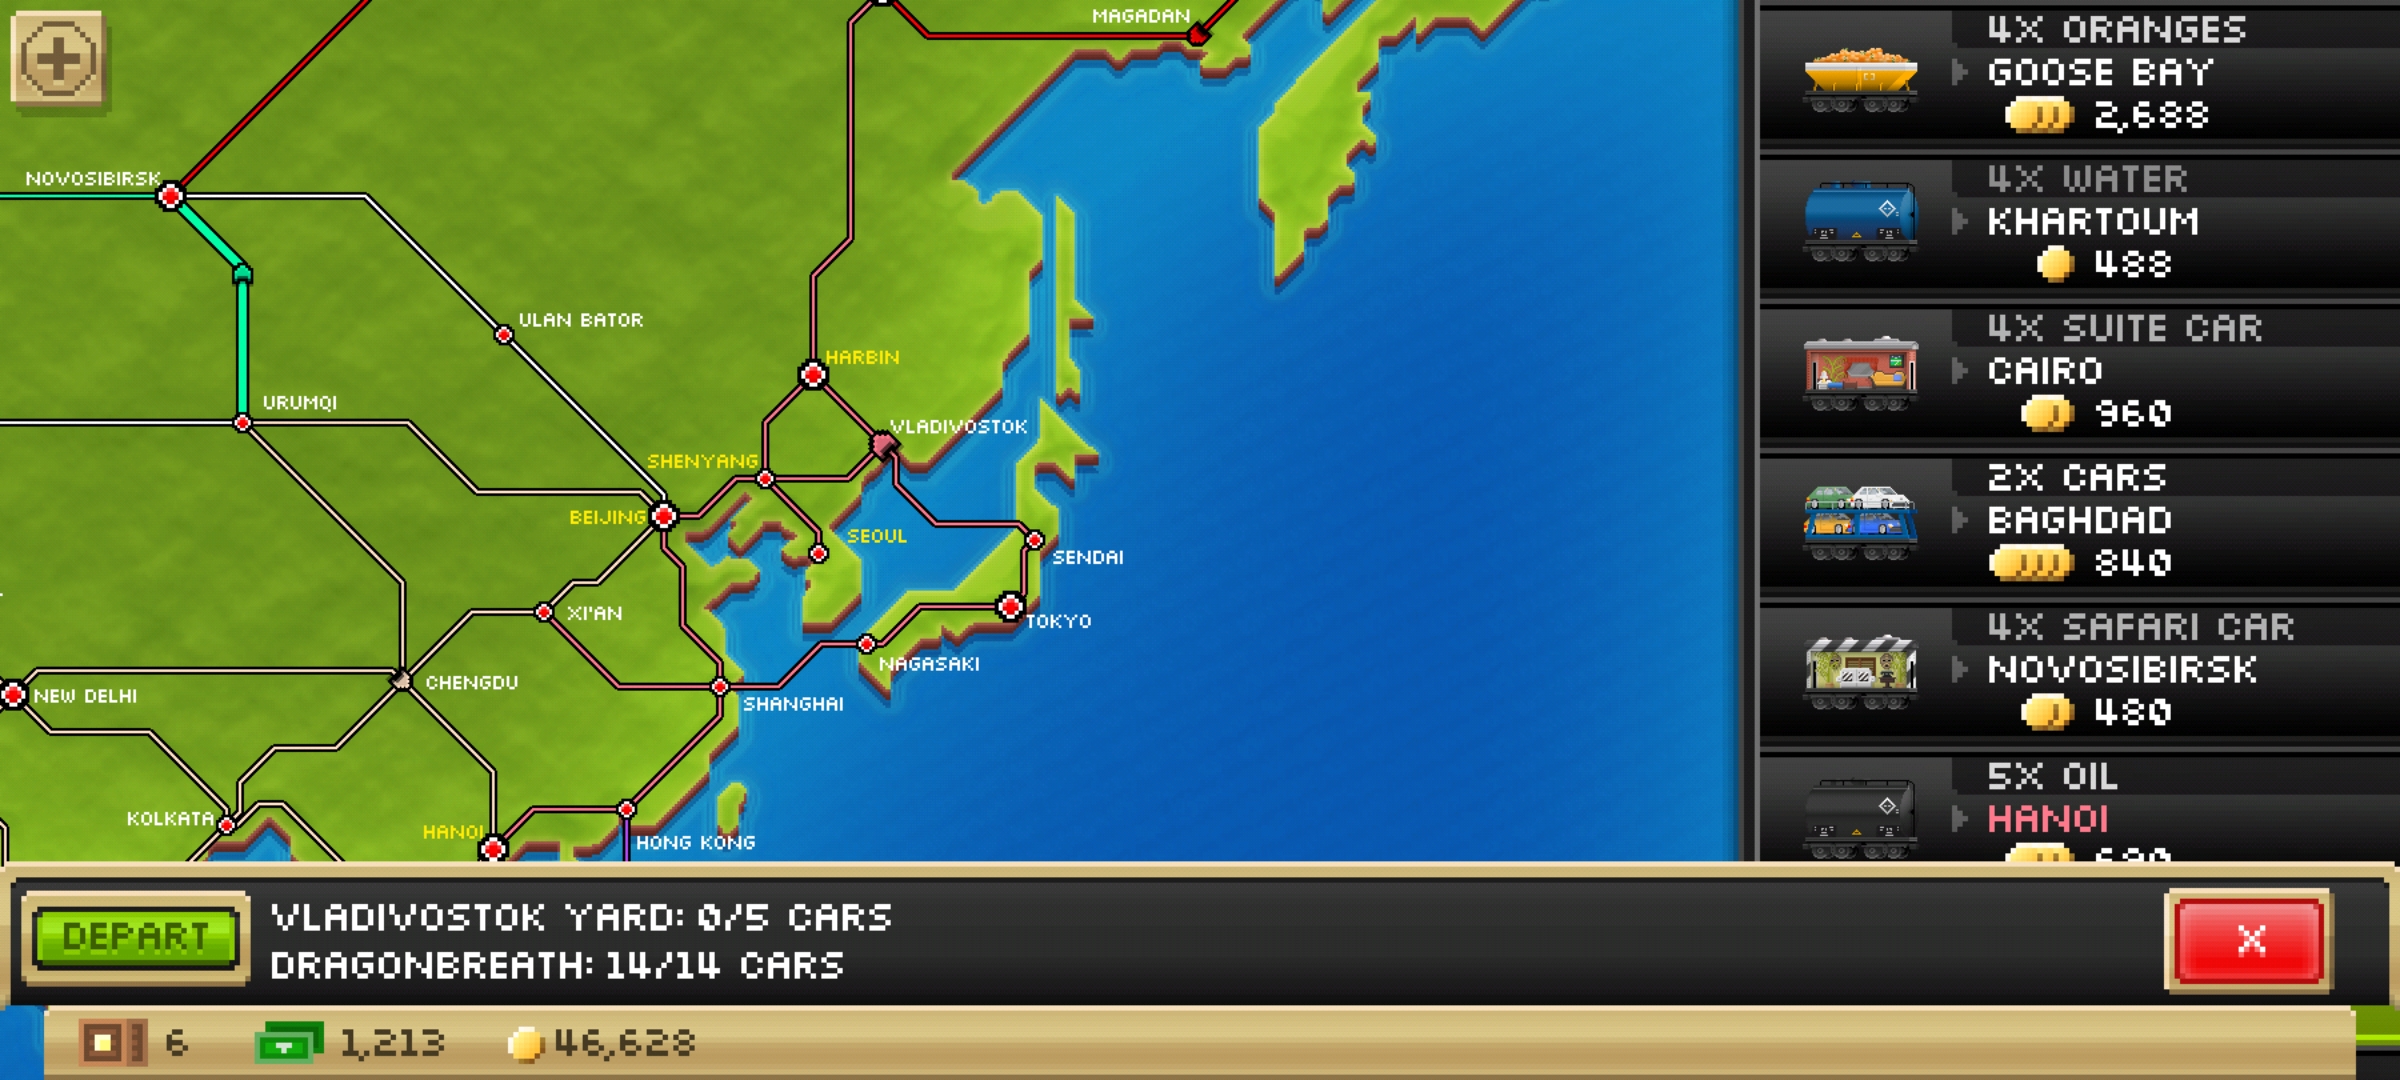 MAGADAN
NOVOSIBIRSK
ULAN BATOR
HARBIN
URUMQI
VLADIVOSTOK
SHENYANG
BEIJING
SEOUL
SENDAI
XI'AN
TOKYO
NAGASAKI
CHENGDU
NEW DELHI
SHANGHAI
KOLKATA
HANOI
HONG KONG
4X ORANGES
GOOSE BAY
2,688
4X WATER
KHARTOUM
488
4X SUITE CAR
CAIRO
960
2X CARS
BAGHDAD
840
4X SAFARI CAR
NOVOSIBIRSK
480
5X OIL
HANOI
DEPART
VLADIVOSTOK YARD: 0/5 CARS
DRAGONBREATH: 14/14 CARS
X
6
1,213
46,628